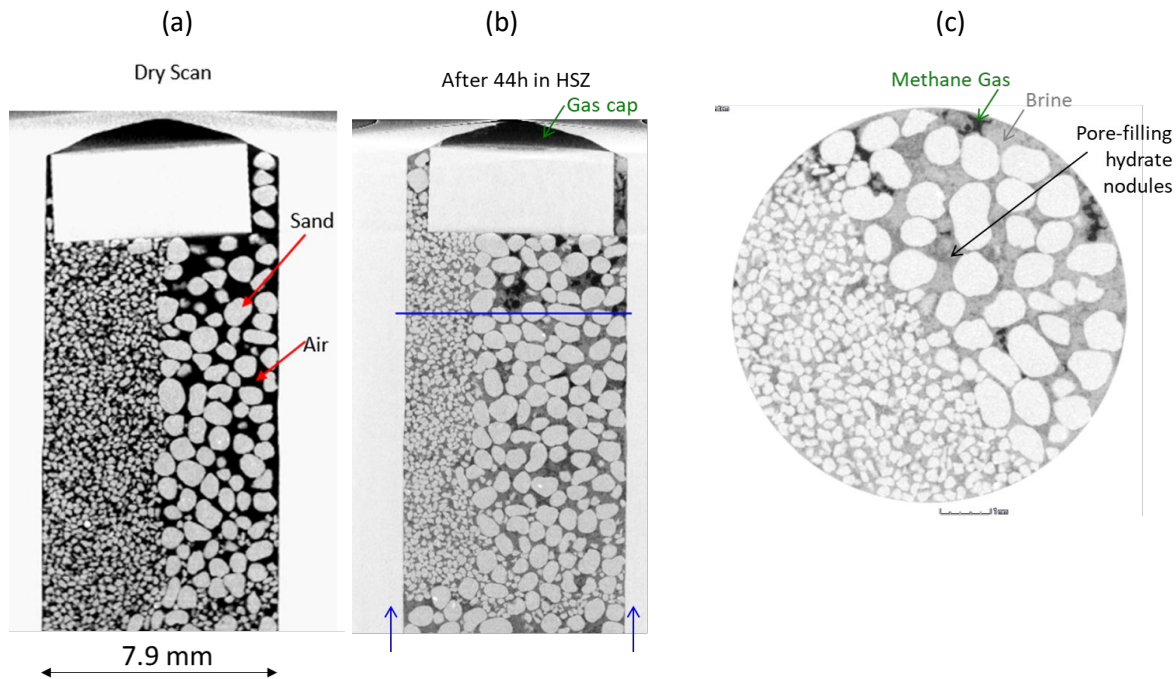 (a)
(b)
(c)
Dry Scan
After 44h in HSZ
Gas cap
Methane Gas
Brine
Pore-filling
hydrate
nodules
Sand
Air
7.9 mm
1mm